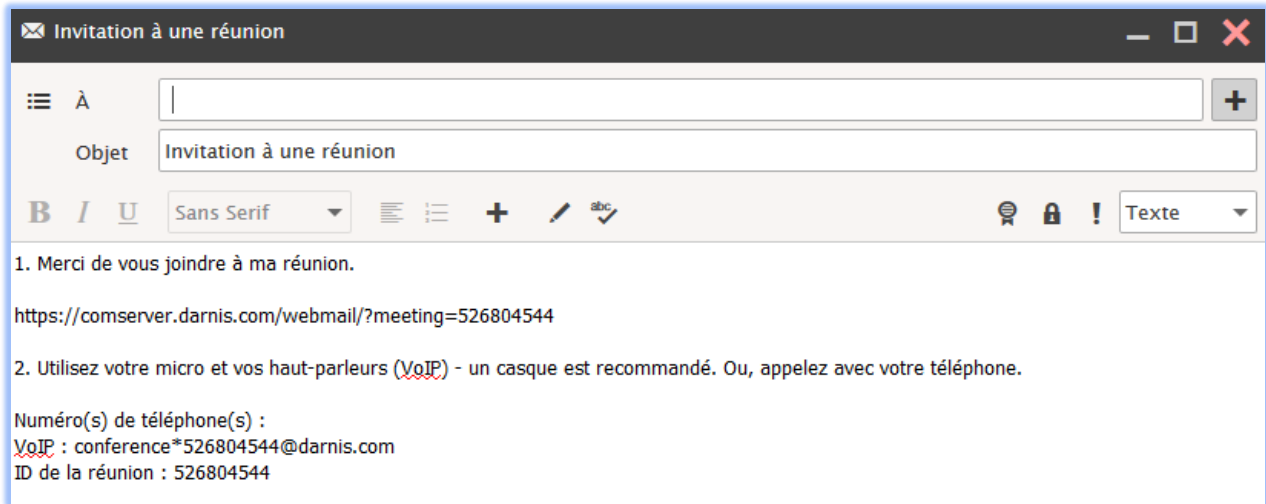 Invitation à une réunion
À
Objet Invitation à une réunion
B I U Sans Serif abc ! Texte
1. Merci de vous joindre à ma réunion.
https://comserver.darnis.com/webmail/?meeting=526804544
2. Utilisez votre micro et vos haut-parleurs (VoIP) - un casque est recommandé. Ou, appelez avec votre téléphone.
Numéro(s) de téléphone(s) :
VoIP : conference*526804544@darnis.com
ID de la réunion : 526804544